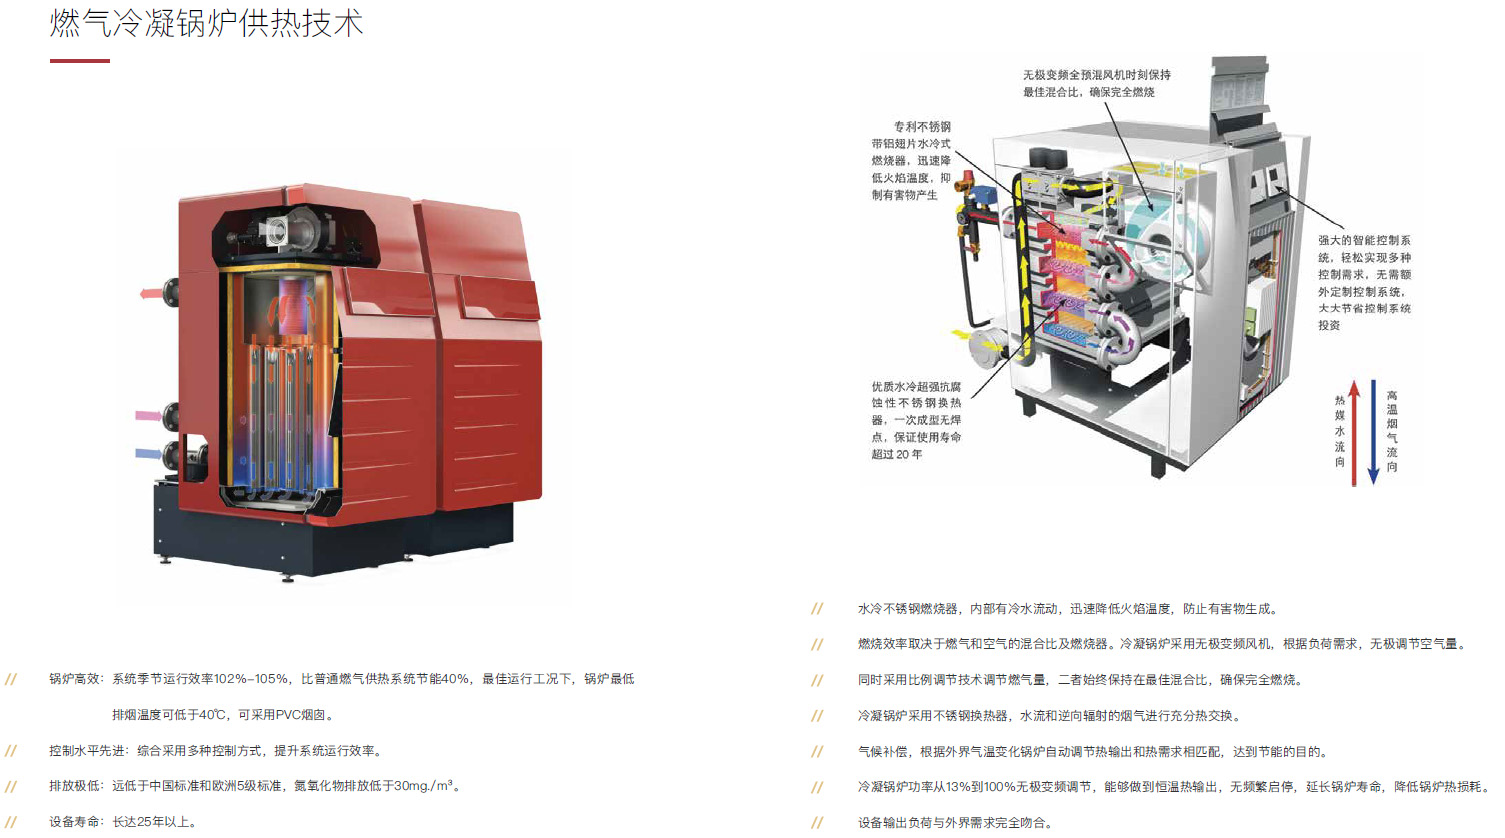 燃气冷凝锅炉供热技术
无极变频全预混风机时刻保持
最佳混合比，确保完全燃烧
专利不锈钢
带铝翅片水冷式
燃烧器，迅速降
低火焰温度，抑
制有害物产生
强大的智能控制系
统，轻松实现多种
控制需求，无需额
外定制控制系统，
大大节省控制系统
投资
优质水冷超强抗腐
蚀性不锈钢换热
器，一次成型无焊
点，保证使用寿命
超过 20 年
热媒水流向
高温烟气流向
// 锅炉高效：系统季节运行效率102%-105%，比普通燃气供热系统节能40%，最佳运行工况下，锅炉最低
排烟温度可低于40℃，可采用PVC烟囱。
// 控制水平先进：综合采用多种控制方式，提升系统运行效率。
// 排放极低：远低于中国标准和欧洲5级标准，氮氧化物排放低于30mg./m³。
// 设备寿命：长达25年以上。
// 水冷不锈钢燃烧器，内部有冷水流动，迅速降低火焰温度，防止有害物生成。
// 燃烧效率取决于燃气和空气的混合比及燃烧器。冷凝锅炉采用无极变频风机，根据负荷需求，无极调节空气量。
// 同时采用比例调节技术调节燃气量，二者始终保持在最佳混合比，确保完全燃烧。
// 冷凝锅炉采用不锈钢换热器，水流和逆向辐射的烟气进行充分热交换。
// 气候补偿，根据外界气温变化锅炉自动调节热输出和热需求相匹配，达到节能的目的。
// 冷凝锅炉功率从13%到100%无极变频调节，能够做到恒温热输出，无频繁启停，延长锅炉寿命，降低锅炉热损耗。
// 设备输出负荷与外界需求完全吻合。